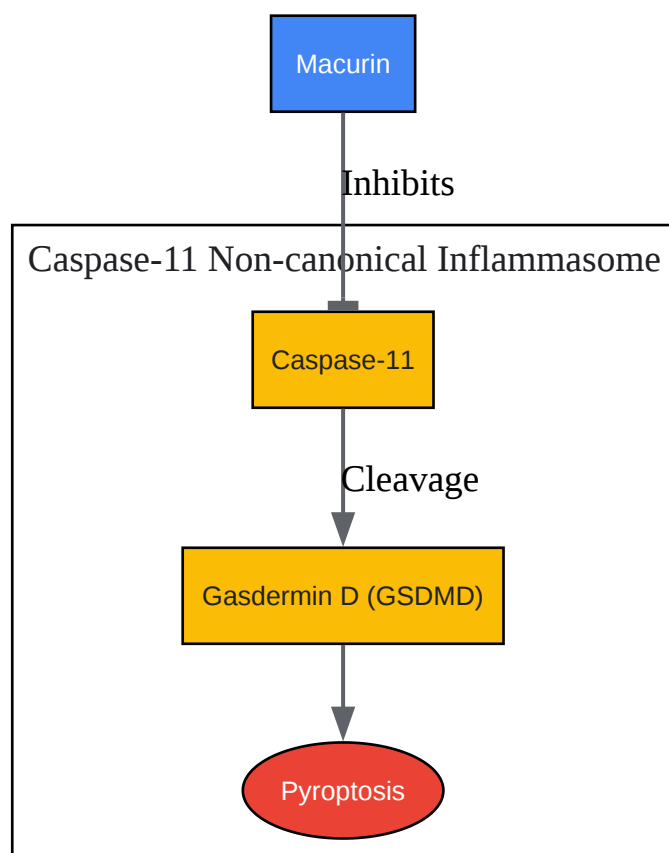 Macurin
Inhibits
Caspase-11 Non-canonical Inflammasome
Caspase-11
Cleavage
Gasdermin D (GSDMD)
Pyroptosis